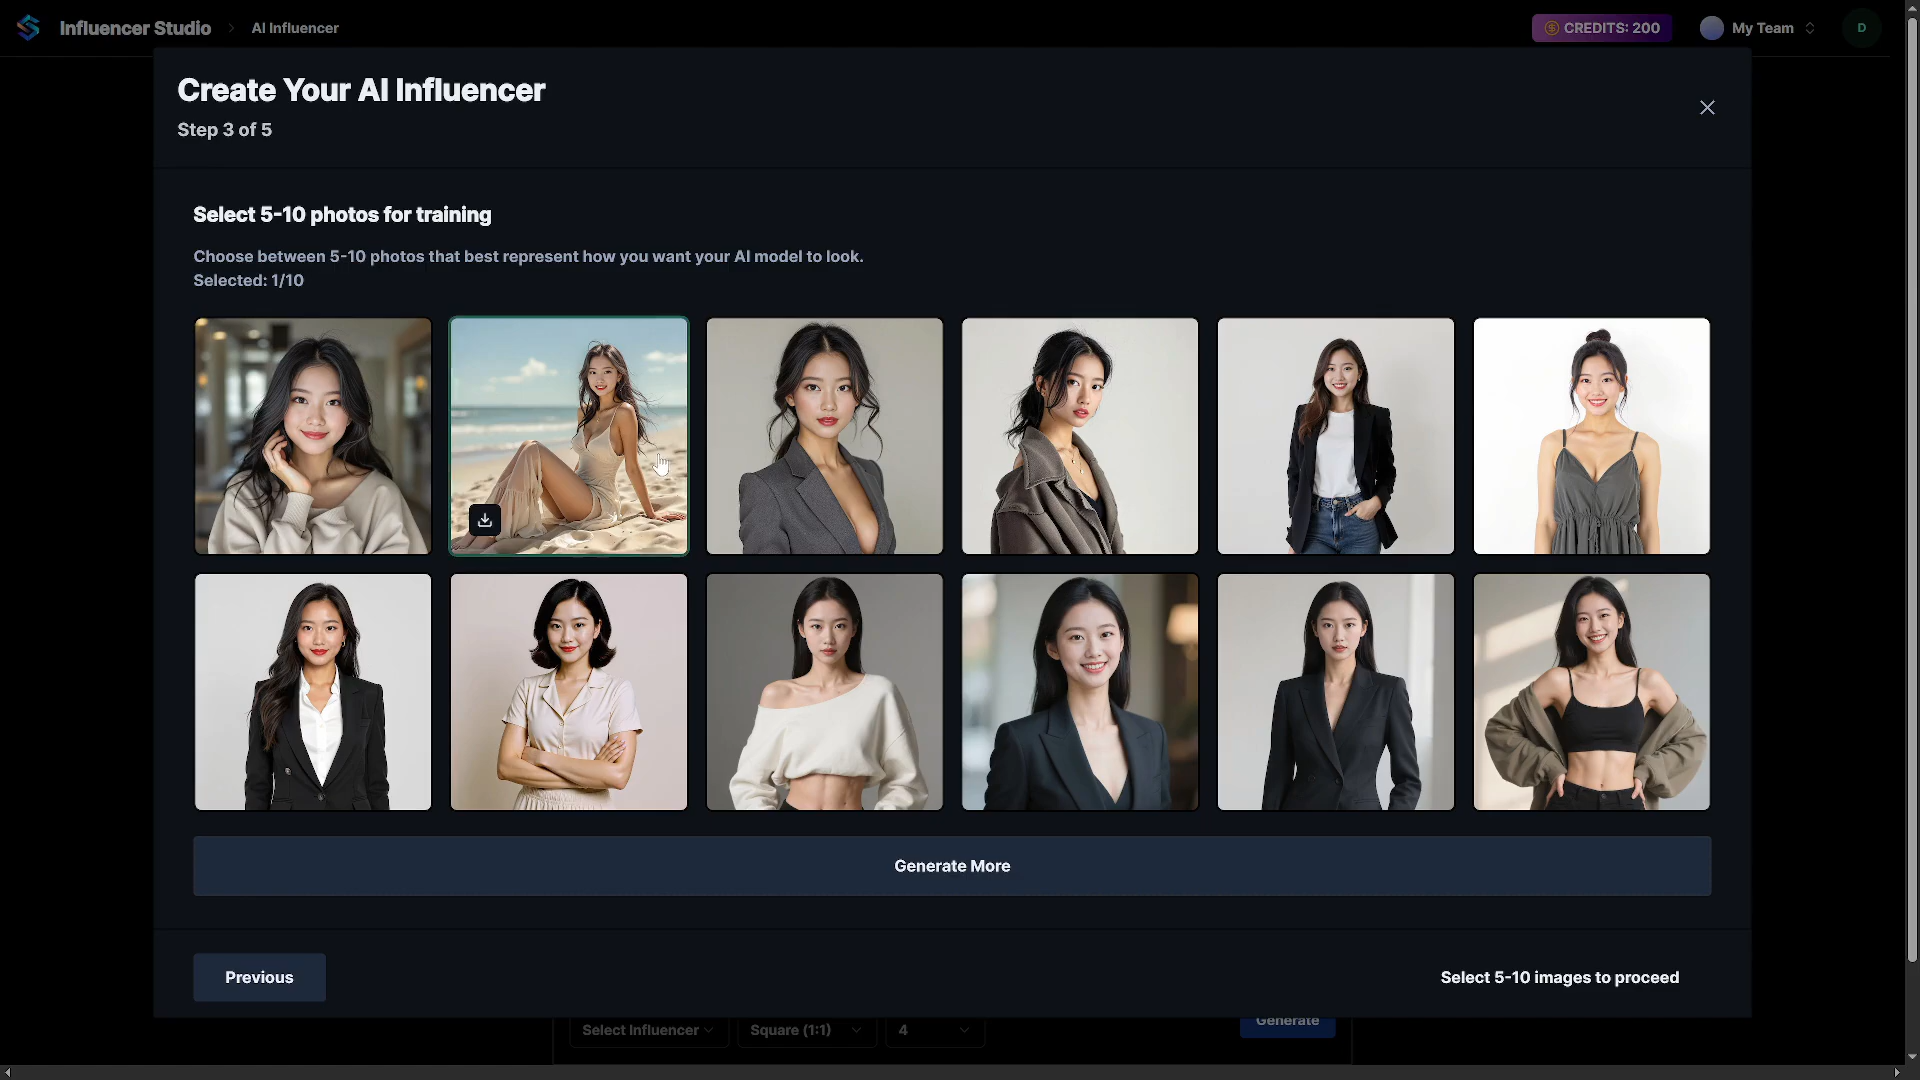 Influencer Studio
AI Influencer
CREDITS: 200
My Team
D
Create Your AI Influencer
Step 3 of 5
Select 5-10 photos for training
Choose between 5-10 photos that best represent how you want your AI model to look.
Selected: 1/10
Generate More
Previous
Select 5-10 images to proceed
Select Influencer
Square (1:1)
4
Generate